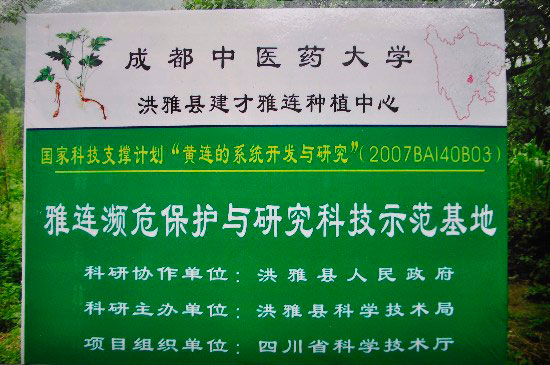 成都中医药大学
洪雅县建才雅连种植中心
国家科技支撑计划“黄连的系统开发与研究”(2007BAI40B03)
雅连濒危保护与研究科技示范基地
科研协作单位：洪雅县人民政府
科研主办单位：洪雅县科学技术局
项目组织单位：四川省科学技术厅